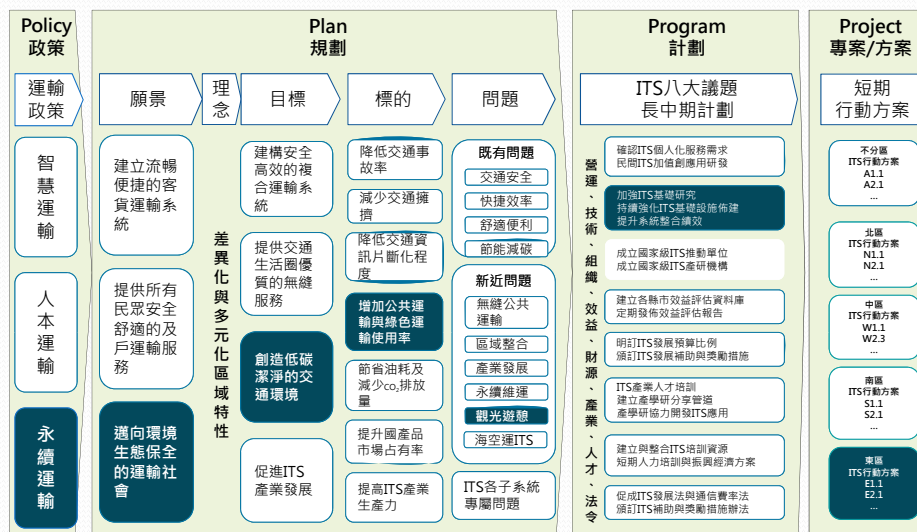 Policy
政策
Plan
規劃
Program
計劃
Project
專案/方案
運輸
政策
願景
理
念
目標
標的
問題
ITS八大議題
長中期計劃
短期
行動方案
智
慧
運
輸
人
本
運
輸
永
續
運
輸
建立流暢
便捷的客
貨運輸系
統
提供所有
民眾安全
舒適的及
戶運輸服
務
邁向環境
生態保全
的運輸社
會
差
異
化
與
多
元
化
區
域
特
性
建構安全
高效的複
合運輸系
統
提供交通
生活圈優
質的無縫
服務
創造低碳
潔淨的交
通環境
促進ITS
產業發展
降低交通事
故率
減少交通擁
擠
降低交通資
訊片斷化程
度
增加公共運
輸與綠色運
輸使用率
節省油耗及
減少co₂排放
量
提升國產品
市場占有率
提高ITS產業
生產力
既有問題
交通安全
快捷效率
舒適便利
節能減碳
新近問題
無縫公共
運輸
區域整合
產業發展
永續維運
觀光遊憩
海空運ITS
ITS各子系統
專屬問題
營
運
、
技
術
、
組
織
、
效
益
、
財
源
、
產
業
、
人
才
、
法
令
確認ITS個人化服務需求
民間ITS加值創應用研發
加強ITS基礎研究
持續強化ITS基礎設施佈建
提升系統整合績效
成立國家級ITS推動單位
成立國家級ITS產研機構
建立各縣市效益評估資料庫
定期發佈效益評估報告
明訂ITS發展預算比例
頒訂ITS發展補助與獎勵措施
ITS產業人才培訓
建立產學研分享管道
產學研協力開發ITS應用
建立與整合ITS培訓資源
短期人力培訓與振興經濟方案
促成ITS發展法與通信費率法
頒訂ITS補助與獎勵措施辦法
不分區
ITS行動方案
A1.1
A2.1
...
北區
ITS行動方案
N1.1
N2.1
...
中區
ITS行動方案
W1.1
W2.3
...
南區
ITS行動方案
S1.1
S2.1
...
東區
ITS行動方案
E1.1
E2.1
...